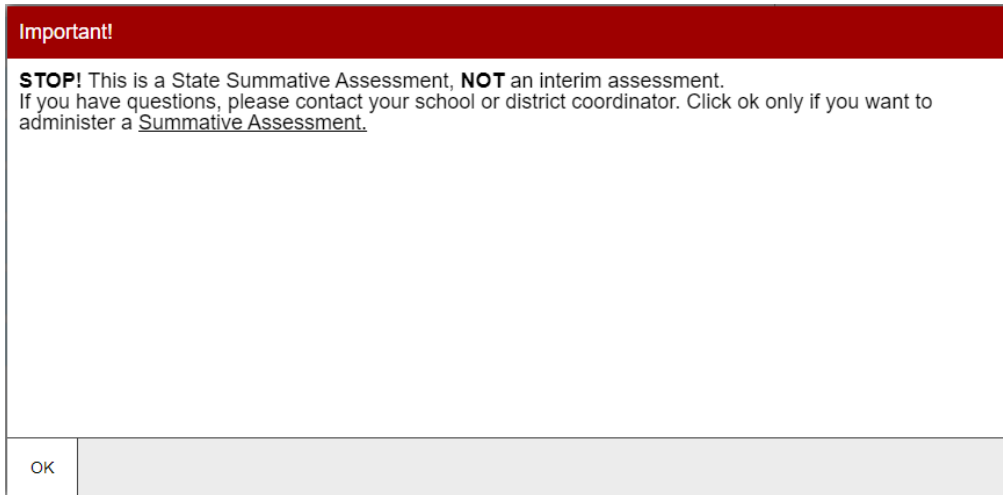 Important!
STOP! This is a State Summative Assessment, NOT an interim assessment.
If you have questions, please contact your school or district coordinator. Click ok only if you want to
administer a Summative Assessment.
OK